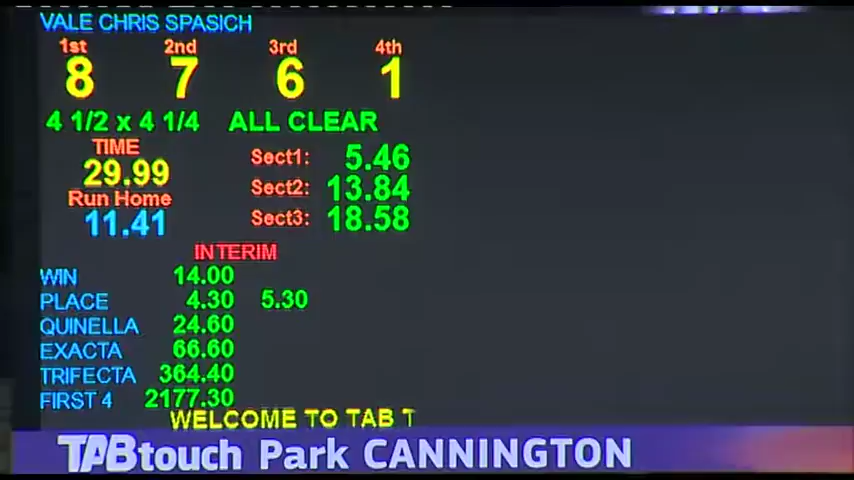 VALE CHRIS SPASICH
1st 2nd 3rd 4th
8 7 6 1
4 1/2 x 4 1/4 ALL CLEAR
TIME
29.99
Run Home
11.41
Sect1: 5.46
Sect2: 13.84
Sect3: 18.58
INTERIM
WIN 14.00
PLACE 4.30 5.30
QUINELLA 24.60
EXACTA 66.60
TRIFECTA 364.40
FIRST 4 2177.30
WELCOME TO TAB T
TABtouch Park CANNINGTON